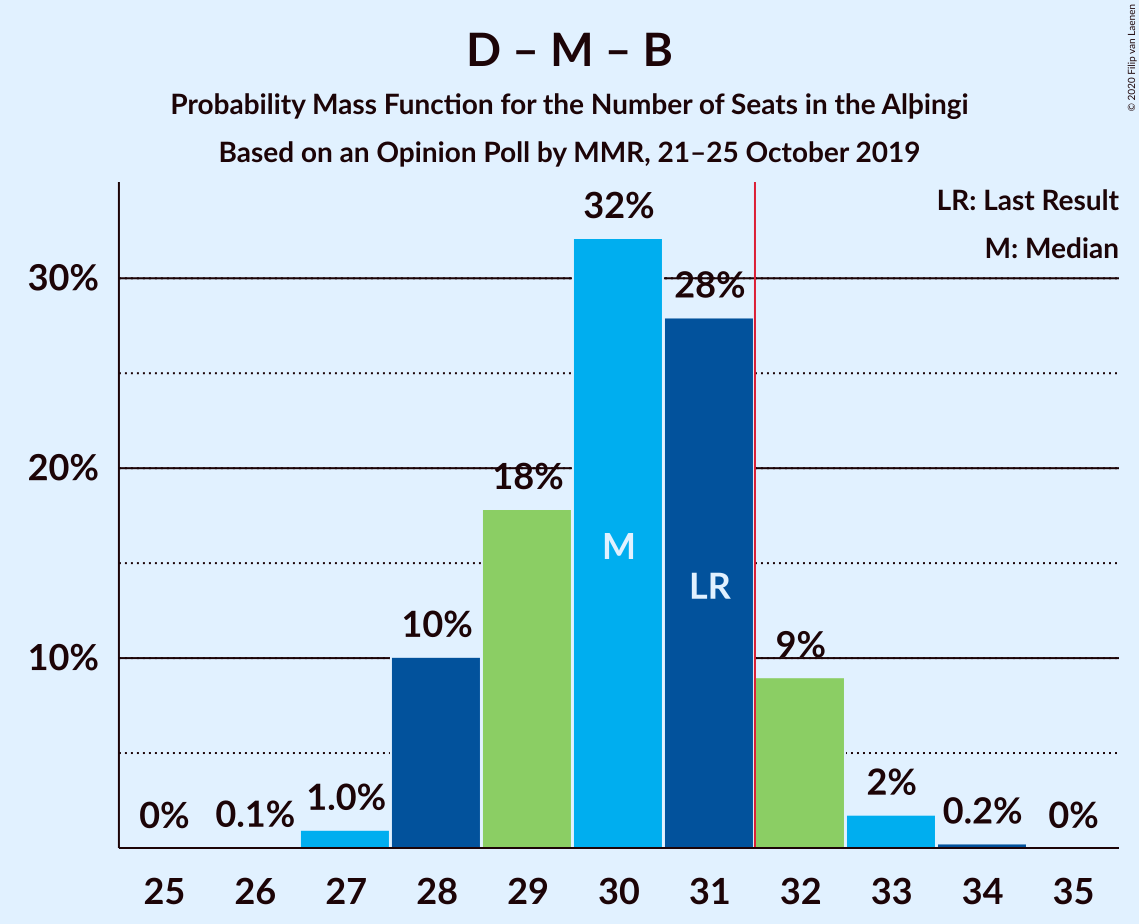 D – M – B
Probability Mass Function for the Number of Seats in the Alþingi
Based on an Opinion Poll by MMR, 21–25 October 2019
© 2020 Filip van Laenen
LR: Last Result
M: Median
32%
30%
28%
20%
18%
M
LR
10%
10%
9%
0%
0.1%
1.0%
2%
0.2%
0%
25 26 27 28 29 30 31 32 33 34 35